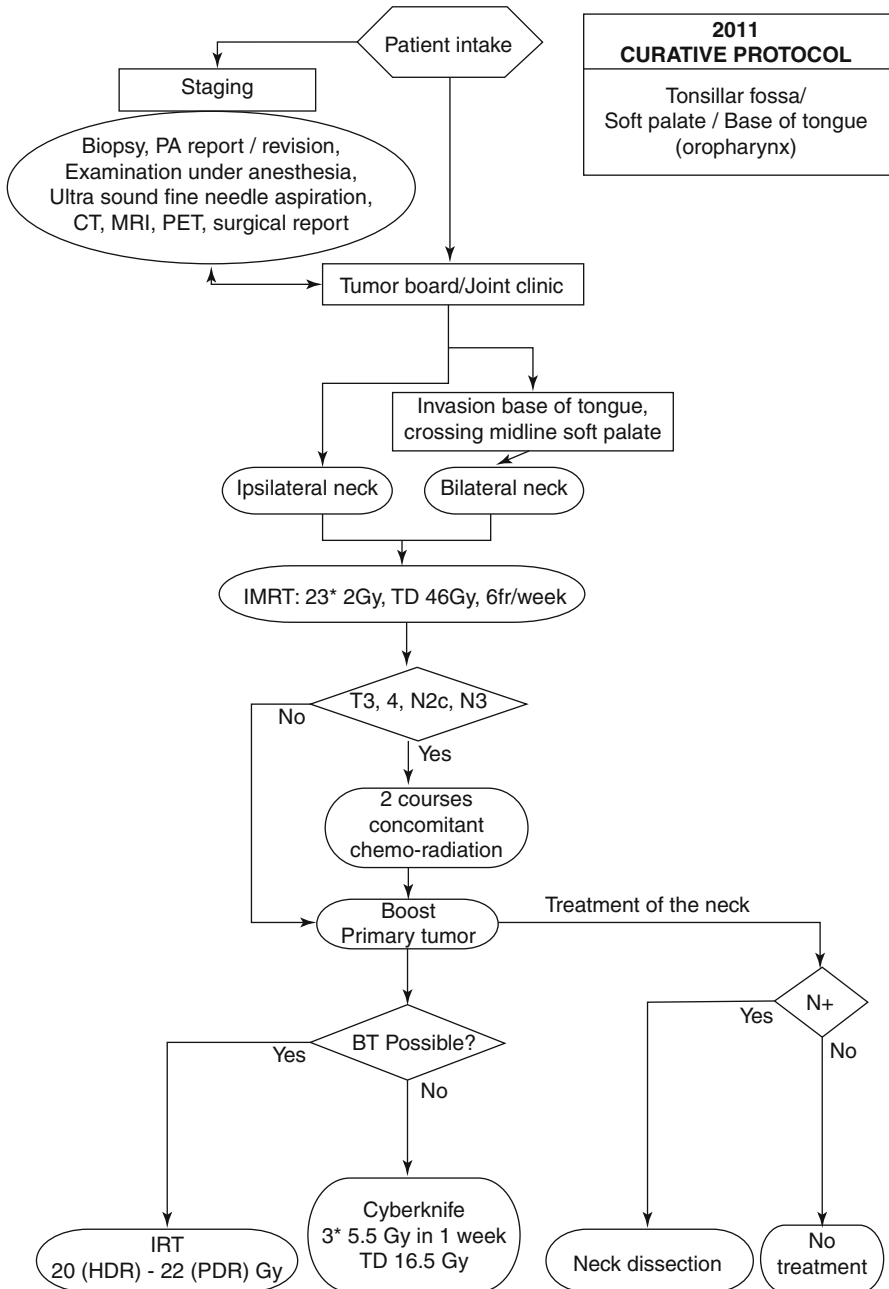 Patient intake
2011
CURATIVE PROTOCOL
Tonsillar fossa/
Soft palate / Base of tongue
(oropharynx)
Staging
Biopsy, PA report / revision,
Examination under anesthesia,
Ultra sound fine needle aspiration,
CT, MRI, PET, surgical report
Tumor board/Joint clinic
Invasion base of tongue,
crossing midline soft palate
Ipsilateral neck
Bilateral neck
IMRT: 23* 2Gy, TD 46Gy, 6fr/week
T3, 4, N2c, N3
No
Yes
2 courses
concomitant
chemo-radiation
Boost
Primary tumor
Treatment of the neck
N+
Yes
No
BT Possible?
Yes
No
IRT
20 (HDR) - 22 (PDR) Gy
Cyberknife
3* 5.5 Gy in 1 week
TD 16.5 Gy
Neck dissection
No
treatment